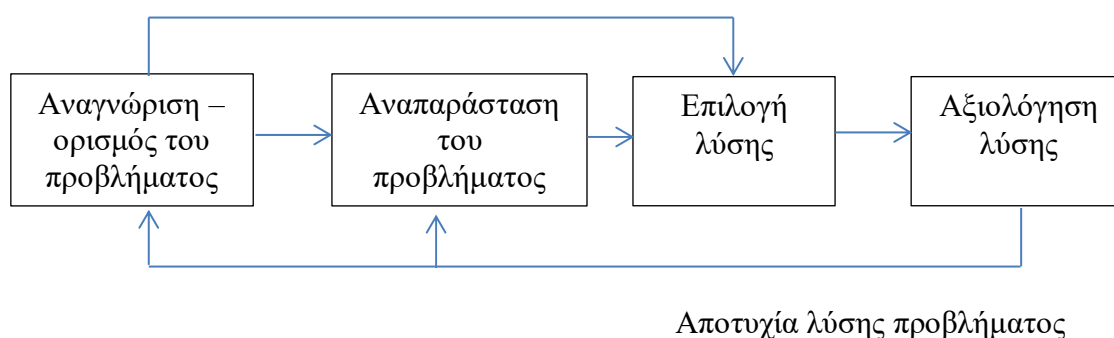 Αναγνώριση –
ορισμός του
προβλήματος
Αναπαράσταση
του
προβλήματος
Επιλογή
λύσης
Αξιολόγηση
λύσης
Αποτυχία λύσης προβλήματος